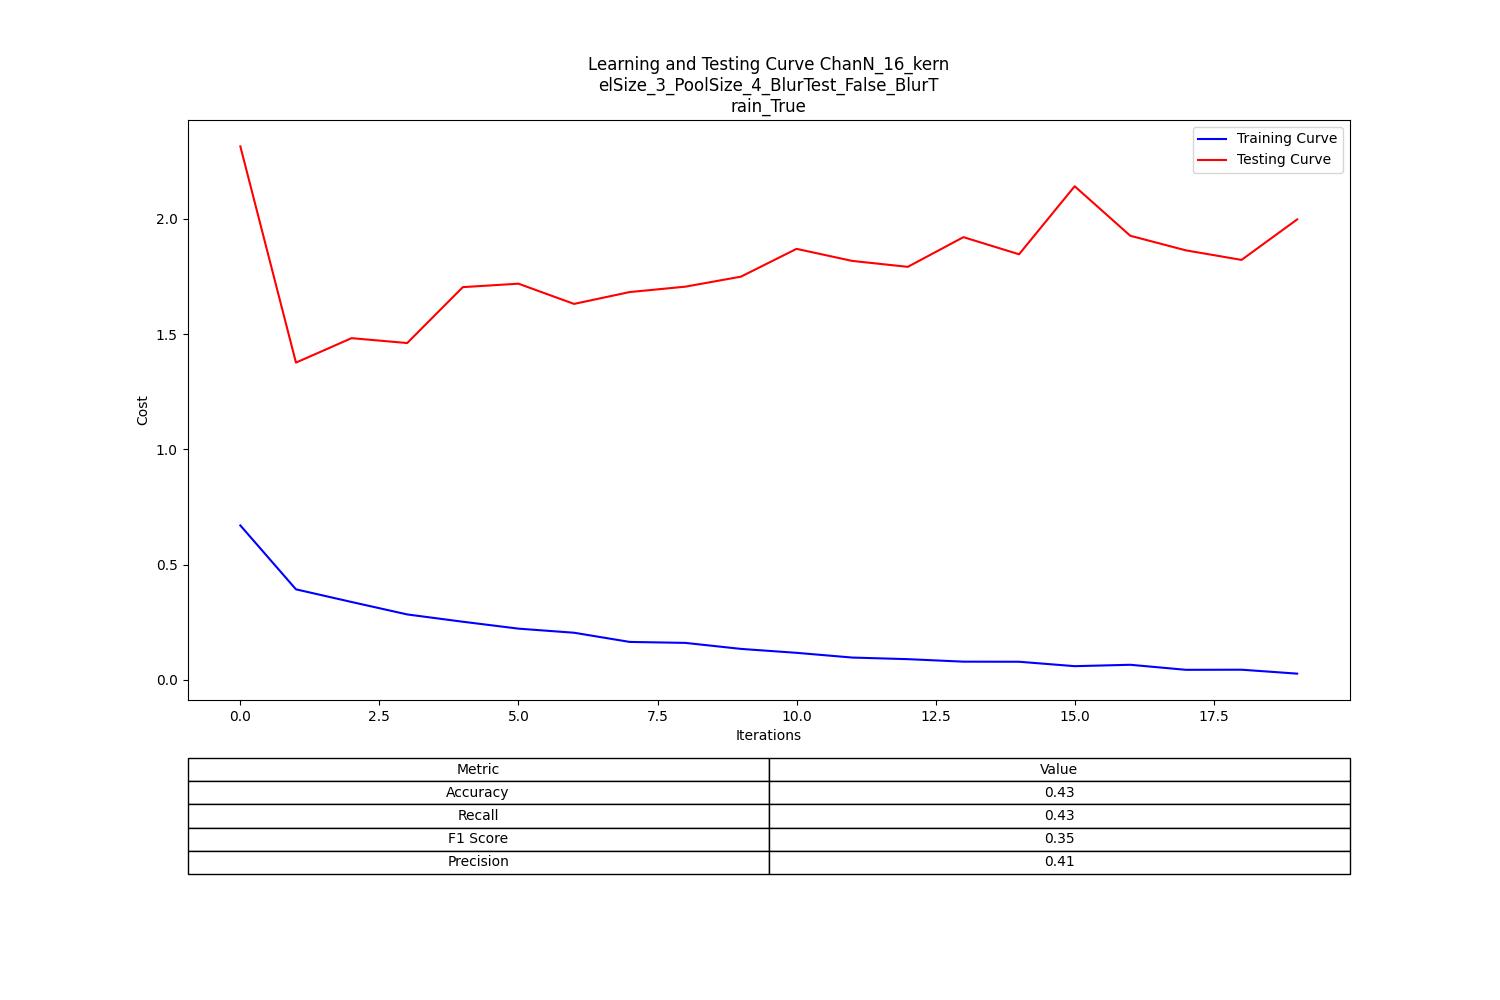 Learning and Testing Curve ChanN_16_kern
elSize_3_PoolSize_4_BlurTest_False_BlurT
rain_True
Training Curve
Testing Curve
2.0
1.5
1.0
0.5
0.0
Cost
0.0 2.5 5.0 7.5 10.0 12.5 15.0 17.5
Iterations
Metric Value
Accuracy 0.43
Recall 0.43
F1 Score 0.35
Precision 0.41